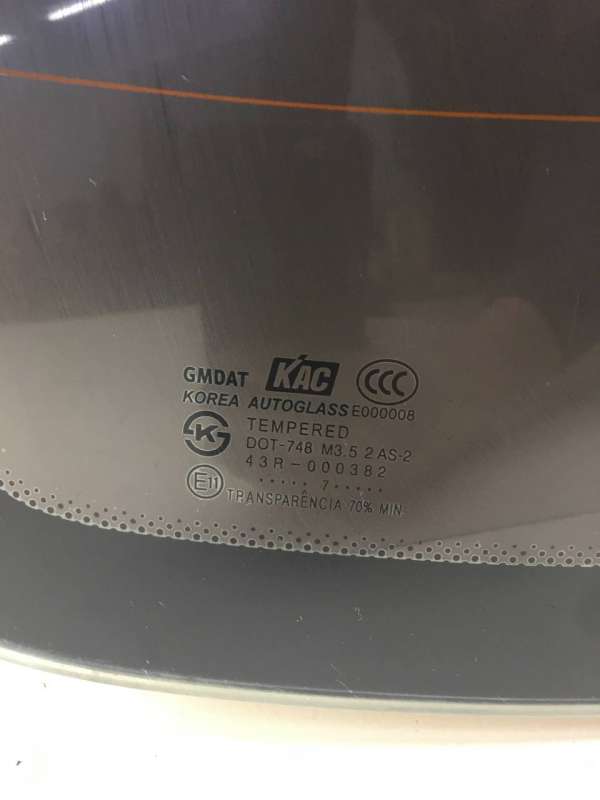 GMDAT KAC CCC
KOREA AUTOGLASS E000008
K S TEMPERED
DOT-748 M3.5 2 AS-2
43R-000382
E11 ..... 7 .....
TRANSPARÊNCIA 70% MIN.